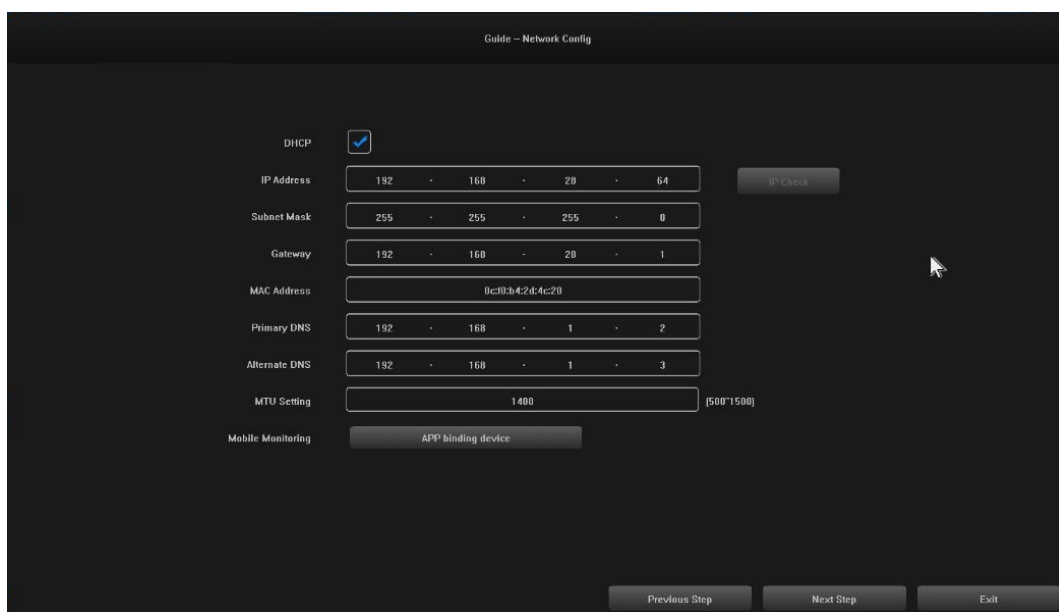 Guide – Network Config
DHCP
IP Address 192 . 168 . 28 . 64 IP Check
Subnet Mask 255 . 255 . 255 . 0
Gateway 192 . 168 . 28 . 1
MAC Address 0c:f0:b4:2d:4c:20
Primary DNS 192 . 168 . 1 . 2
Alternate DNS 192 . 168 . 1 . 3
MTU Setting 1400 (500~1500)
Mobile Monitoring APP binding device
Previous Step Next Step Exit